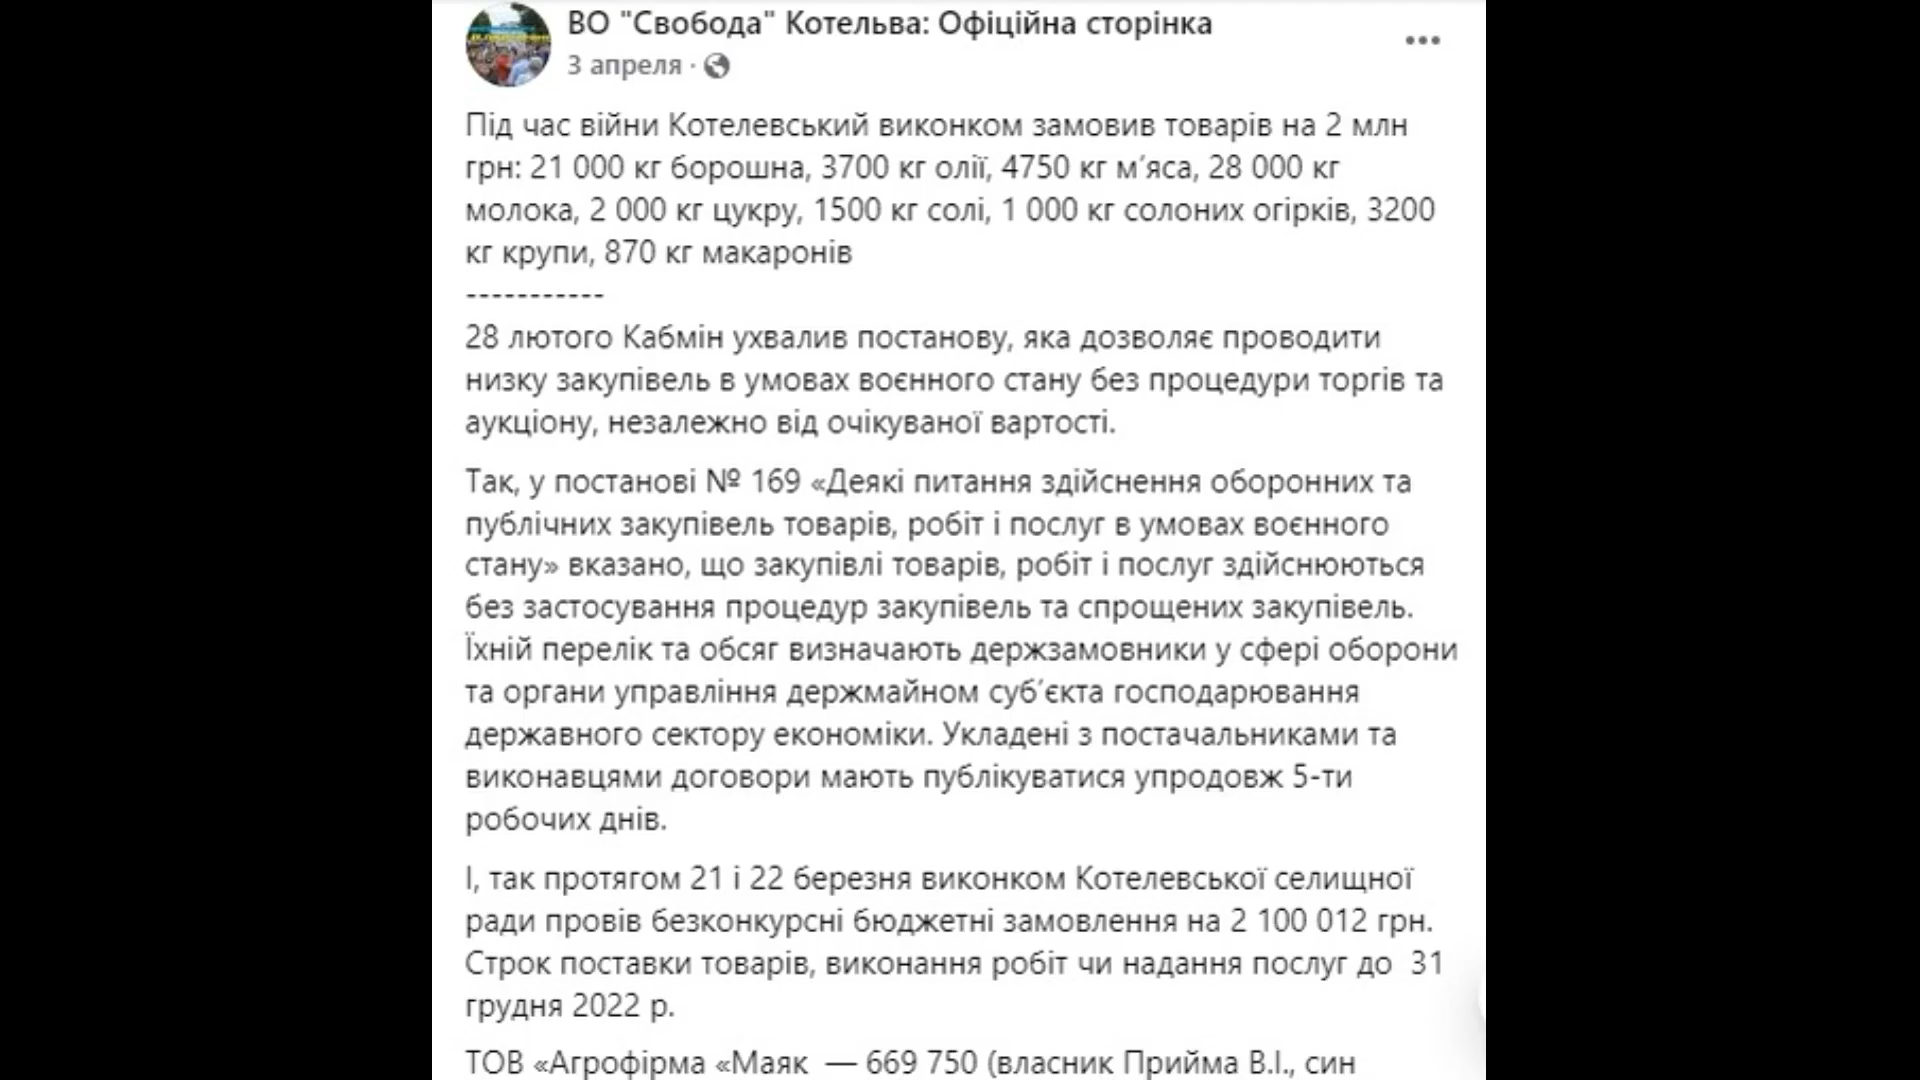 ВО "Свобода" Котельва: Офіційна сторінка
3 апреля ·
Під час війни Котелевський виконком замовив товарів на 2 млн
грн: 21 000 кг борошна, 3700 кг олії, 4750 кг м’яса, 28 000 кг
молока, 2 000 кг цукру, 1500 кг солі, 1 000 кг солоних огірків, 3200
кг крупи, 870 кг макаронів
-----------
28 лютого Кабмін ухвалив постанову, яка дозволяє проводити
низку закупівель в умовах воєнного стану без процедури торгів та
аукціону, незалежно від очікуваної вартості.
Так, у постанові № 169 «Деякі питання здійснення оборонних та
публічних закупівель товарів, робіт і послуг в умовах воєнного
стану» вказано, що закупівлі товарів, робіт і послуг здійснюються
без застосування процедур закупівель та спрощених закупівель.
Їхній перелік та обсяг визначають держзамовники у сфері оборони
та органи управління держмайном суб’єкта господарювання
державного сектору економіки. Укладені з постачальниками та
виконавцями договори мають публікуватися упродовж 5-ти
робочих днів.
І, так протягом 21 і 22 березня виконком Котелевської селищної
ради провів безконкурсні бюджетні замовлення на 2 100 012 грн.
Строк поставки товарів, виконання робіт чи надання послуг до  31
грудня 2022 р.
ТОВ «Агрофірма «Маяк  — 669 750 (власник Прийма В.І., син